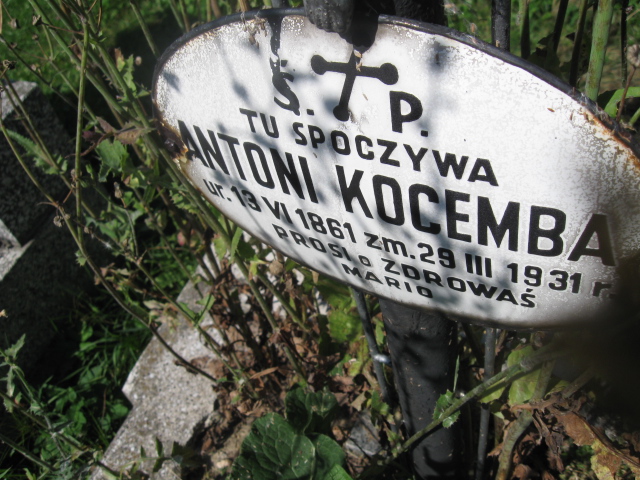 Ś. P.
TU SPOCZYWA
ANTONI KOCEMBA
ur. 13 VI 1861 zm. 29 III 1931 r.
PROSI o ZDROWAŚ
MARIO